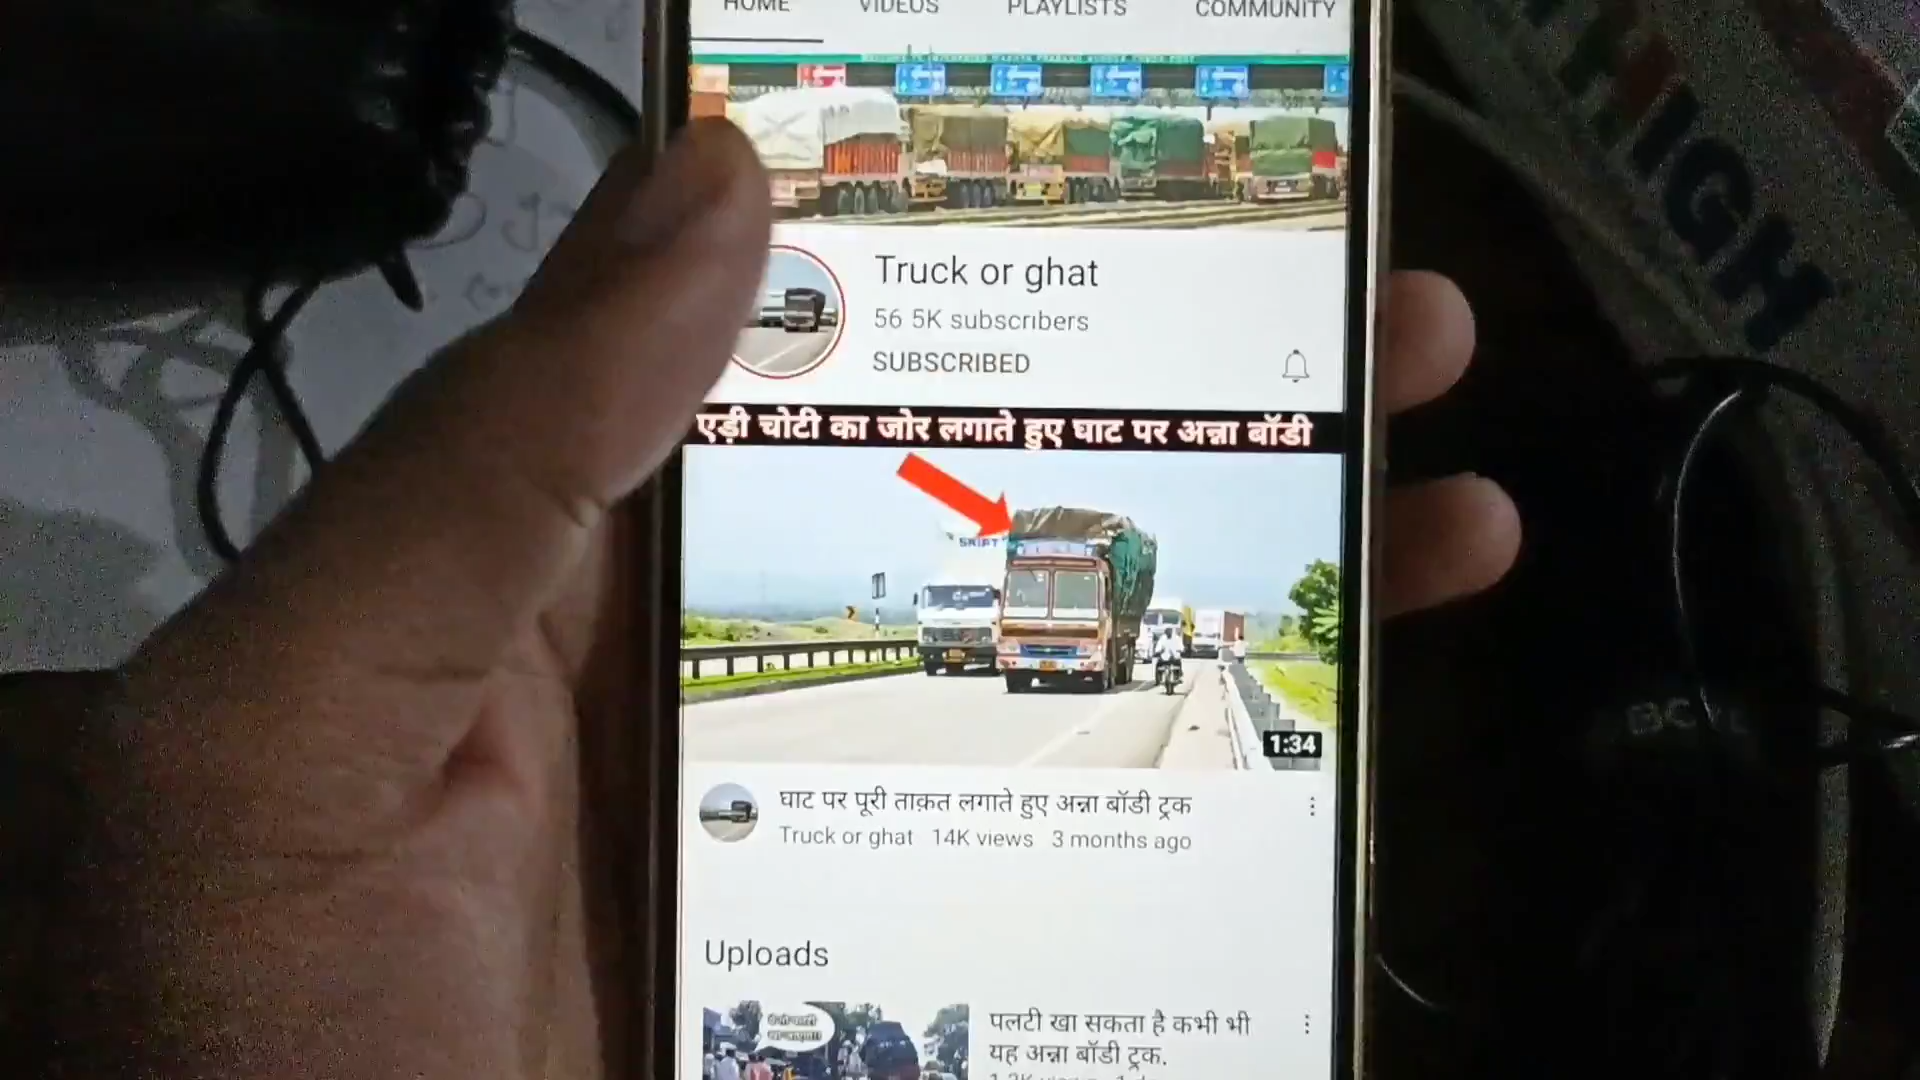 HOME VIDEOS PLAYLISTS COMMUNITY
Truck or ghat
56 5K subscribers
SUBSCRIBED
एड़ी चोटी का जोर लगाते हुए घाट पर अन्ना बॉडी
1:34
घाट पर पूरी ताक़त लगाते हुए अन्ना बॉडी ट्रक
Truck or ghat 14K views 3 months ago
Uploads
पलटी खा सकता है कभी भी
यह अन्ना बॉडी ट्रक.